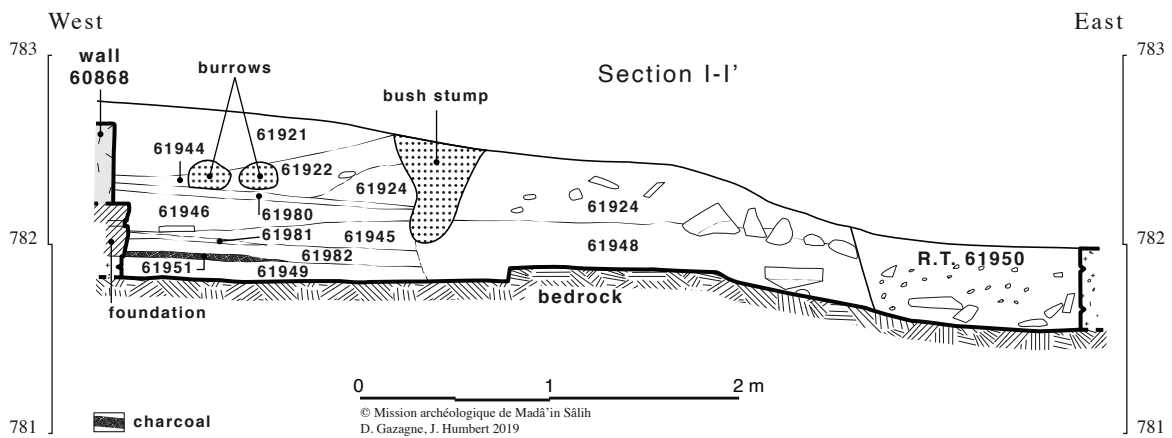 West
East
783
783
wall
60868
burrows
Section I-I'
bush stump
61921
61944
61922
61924
61924
61946
61980
61981
61945
782
782
61948
61982
61951
61949
R.T. 61950
bedrock
foundation
0
1
2 m
© Mission archéologique de Madâ'in Sâlih
D. Gazagne, J. Humbert 2019
charcoal
781
781